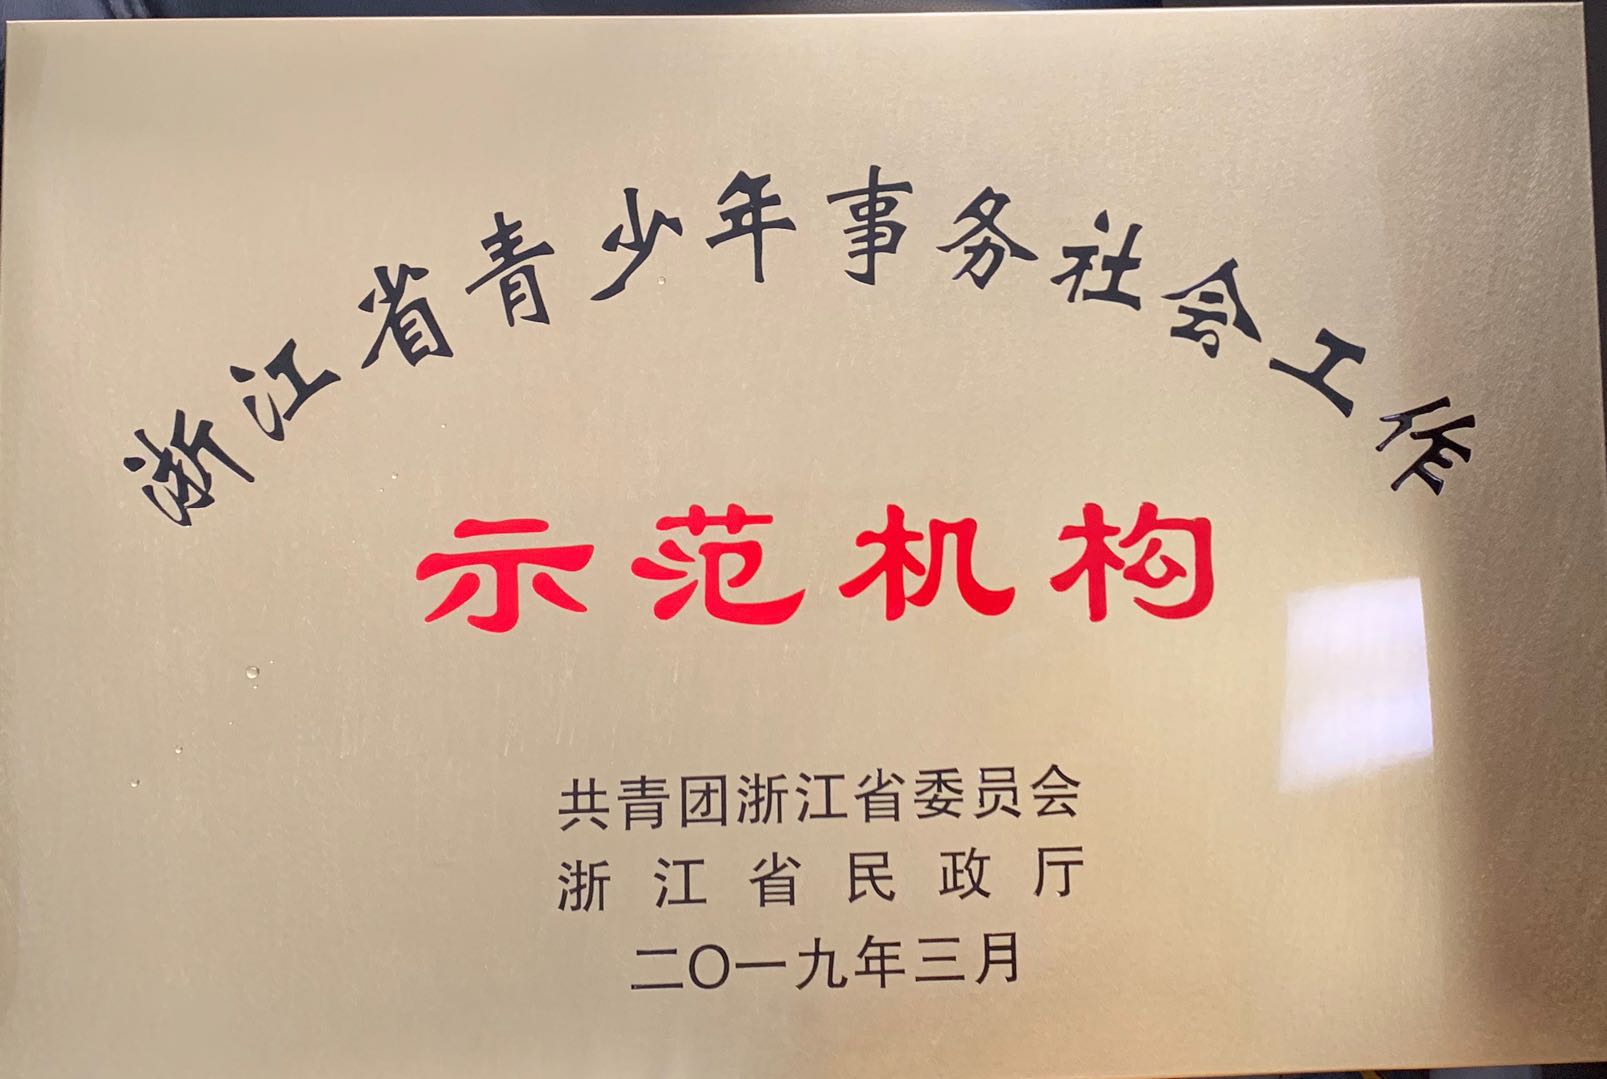 浙江省青少年事务社会工作
示范机构
共青团浙江省委员会
浙江省民政厅
二〇一九年三月